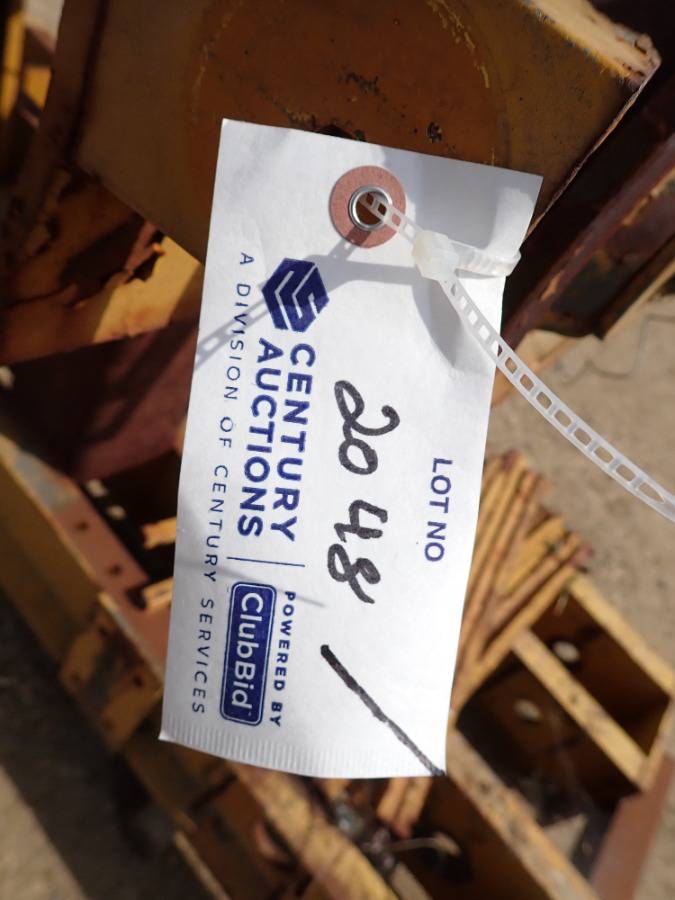 LOT NO
2048
CENTURY
AUCTIONS
POWERED BY
ClubBid
A DIVISION OF CENTURY SERVICES